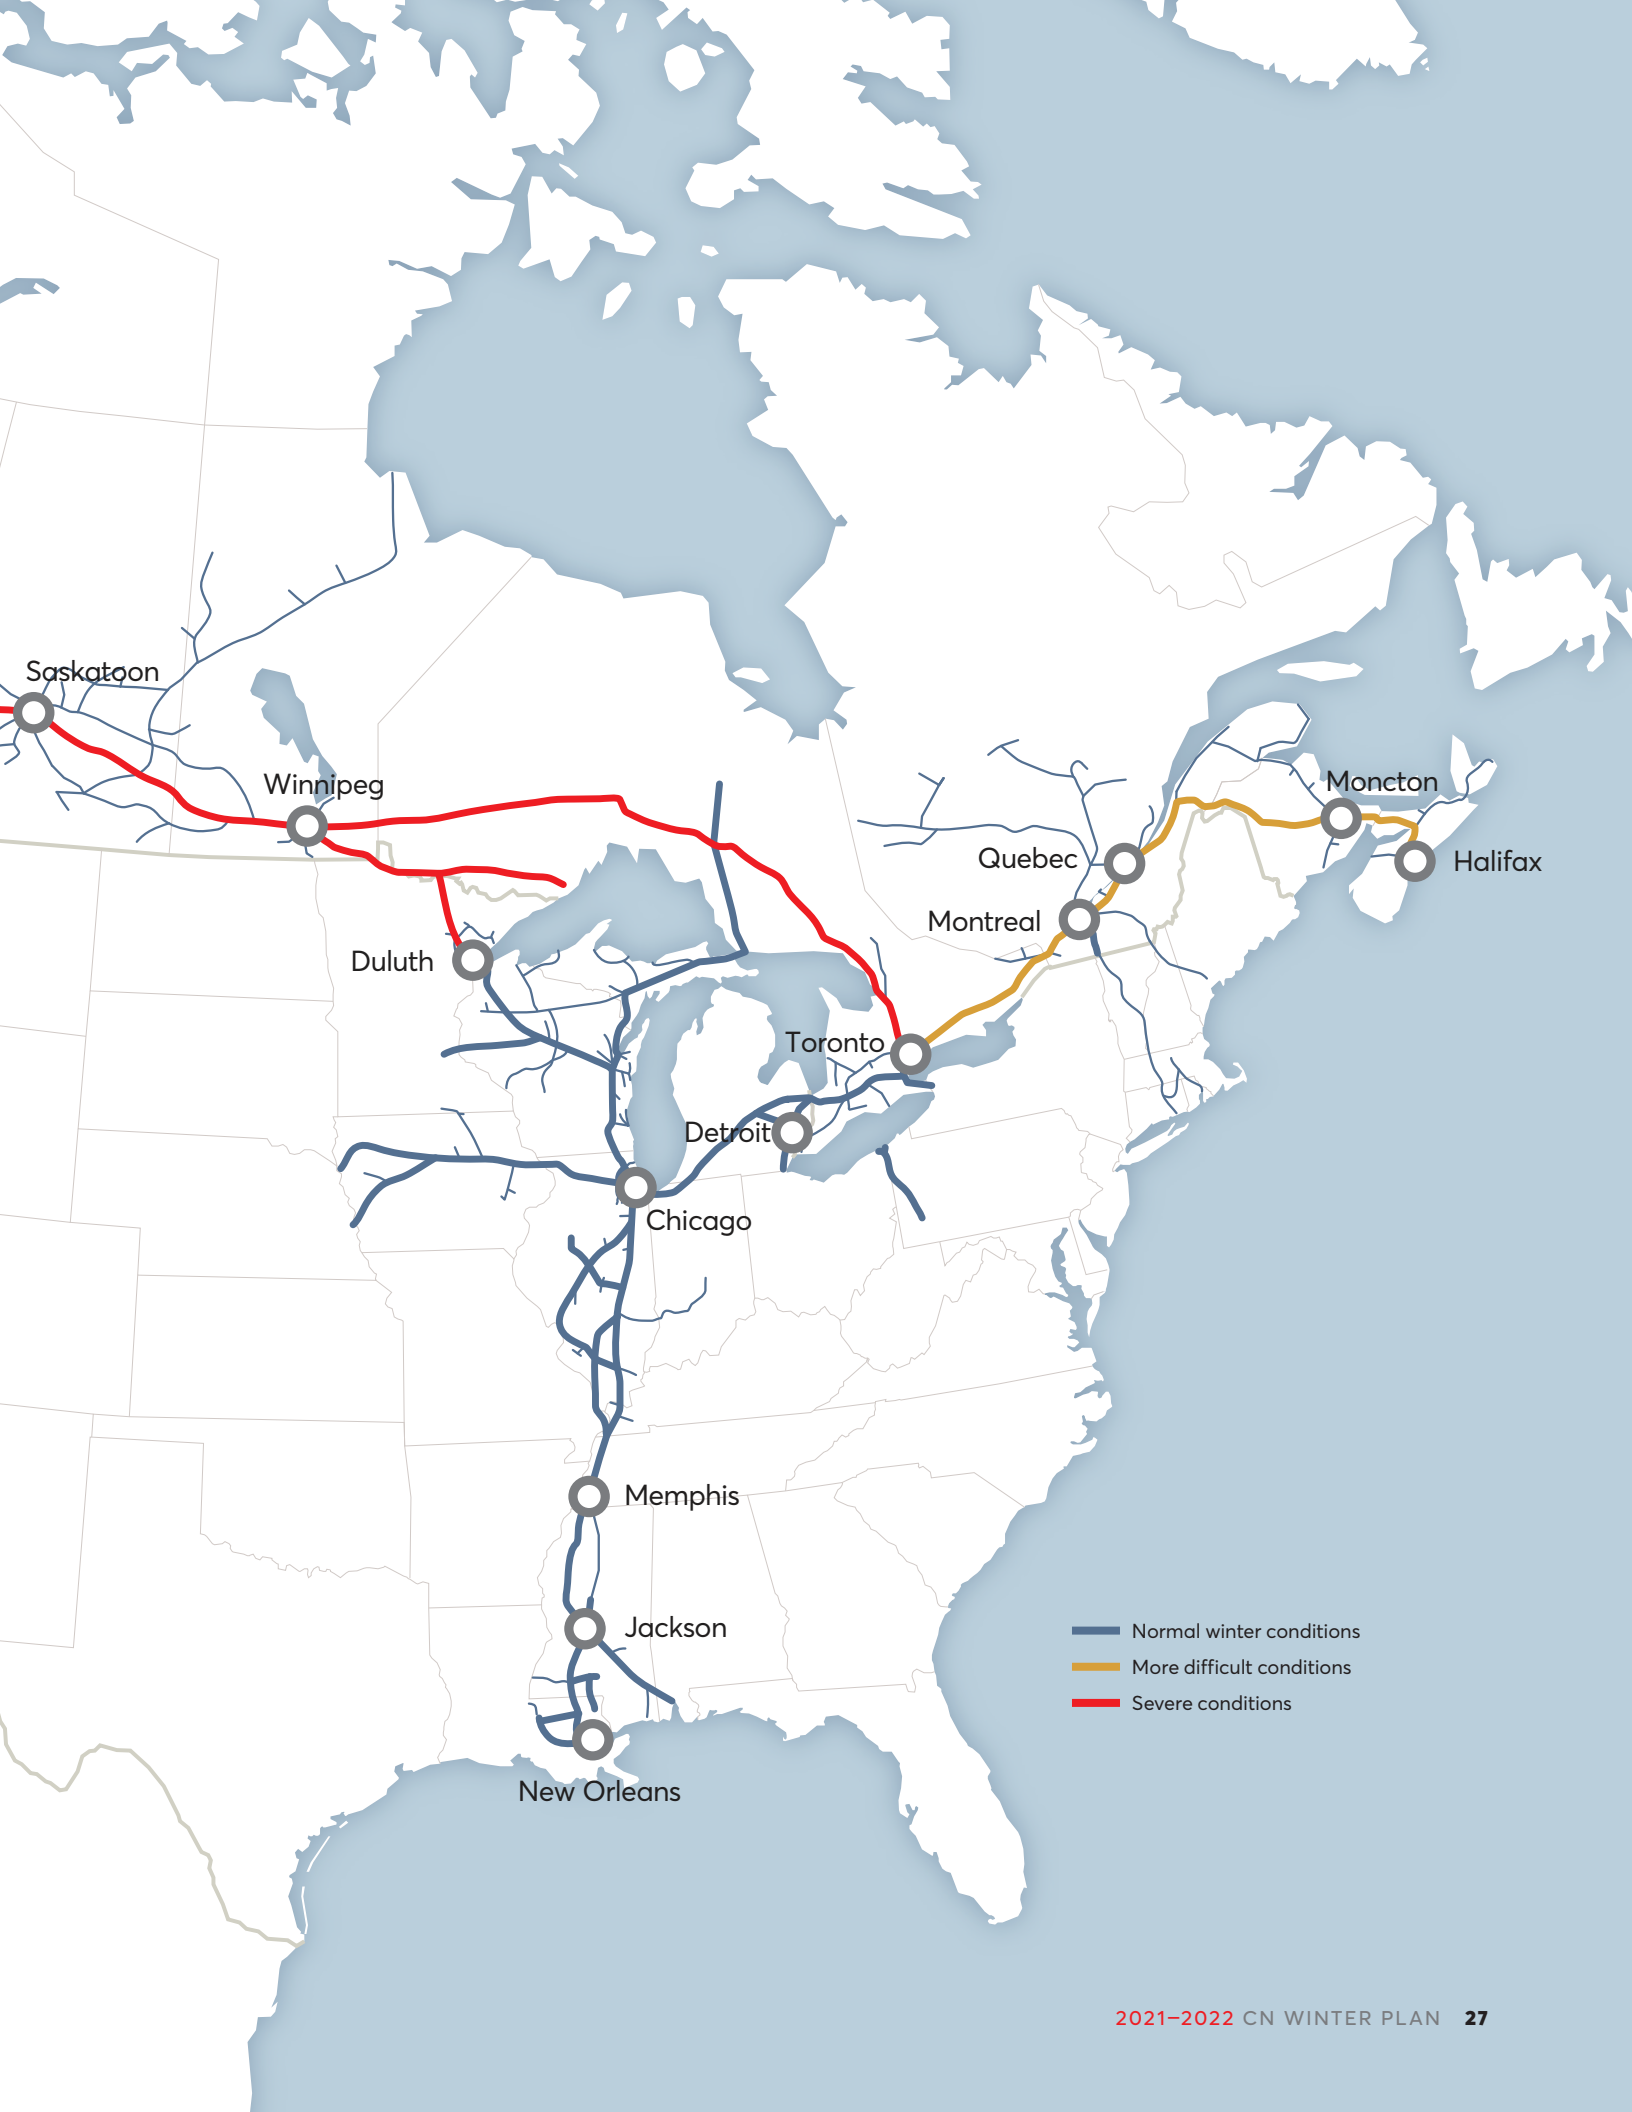 Saskatoon
Winnipeg
Moncton
Quebec
Halifax
Montreal
Duluth
Toronto
Detroit
Chicago
Memphis
Jackson
New Orleans
Normal winter conditions
More difficult conditions
Severe conditions
2021–2022 CN WINTER PLAN 27